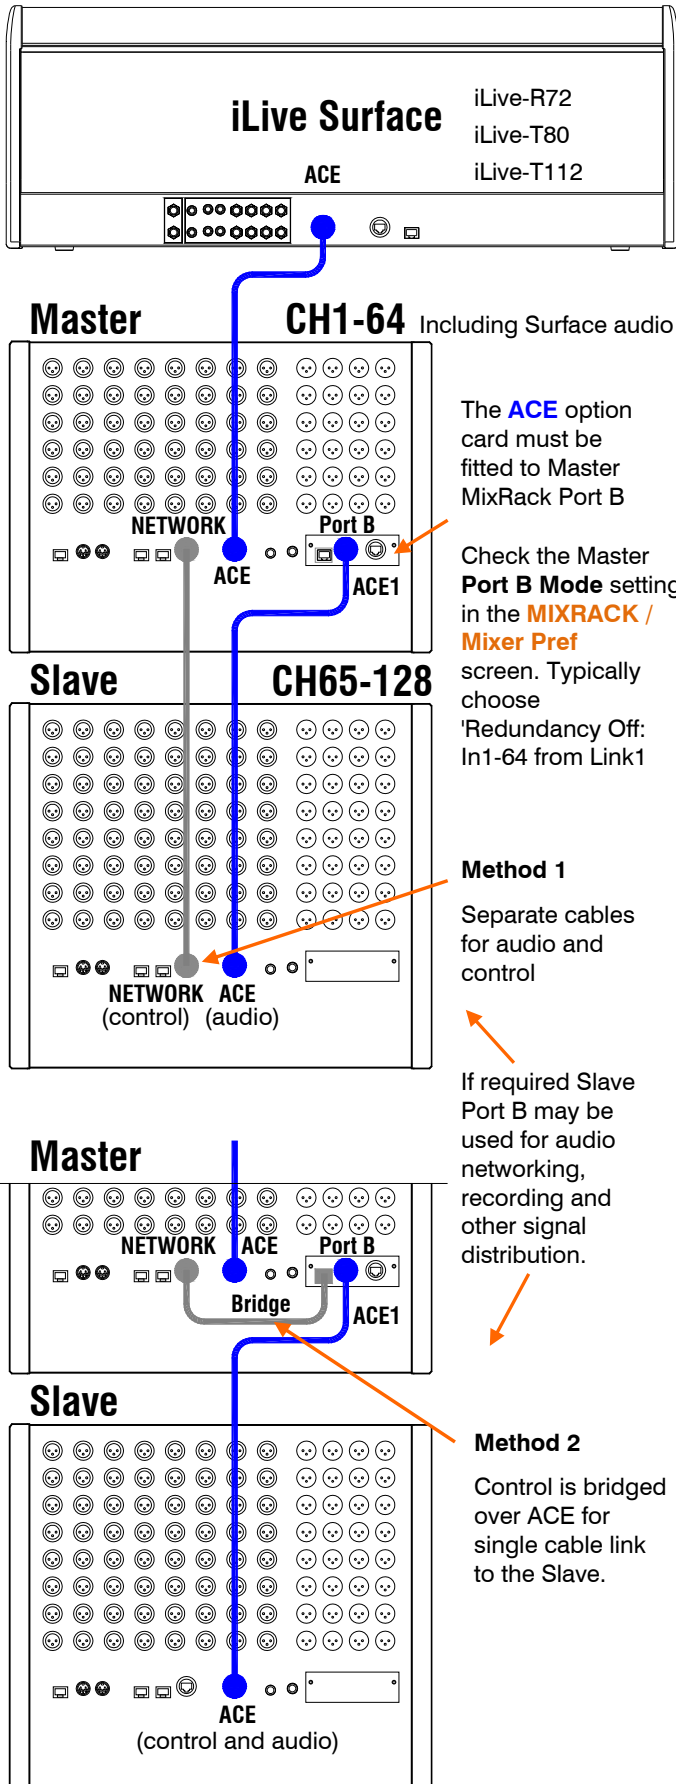 iLive Surface
iLive-R72
iLive-T80
iLive-T112
ACE
Master
CH1-64 Including Surface audio
The ACE option
card must be
fitted to Master
MixRack Port B
NETWORK
ACE
Port B
ACE1
Check the Master
Port B Mode setting
in the MIXRACK /
Mixer Pref
screen. Typically
choose
'Redundancy Off:
In1-64 from Link1
Slave
CH65-128
Method 1
Separate cables
for audio and
control
NETWORK ACE
(control) (audio)
If required Slave
Port B may be
used for audio
networking,
recording and
other signal
distribution.
Master
NETWORK ACE Port B
Bridge
ACE1
Slave
Method 2
Control is bridged
over ACE for
single cable link
to the Slave.
ACE
(control and audio)